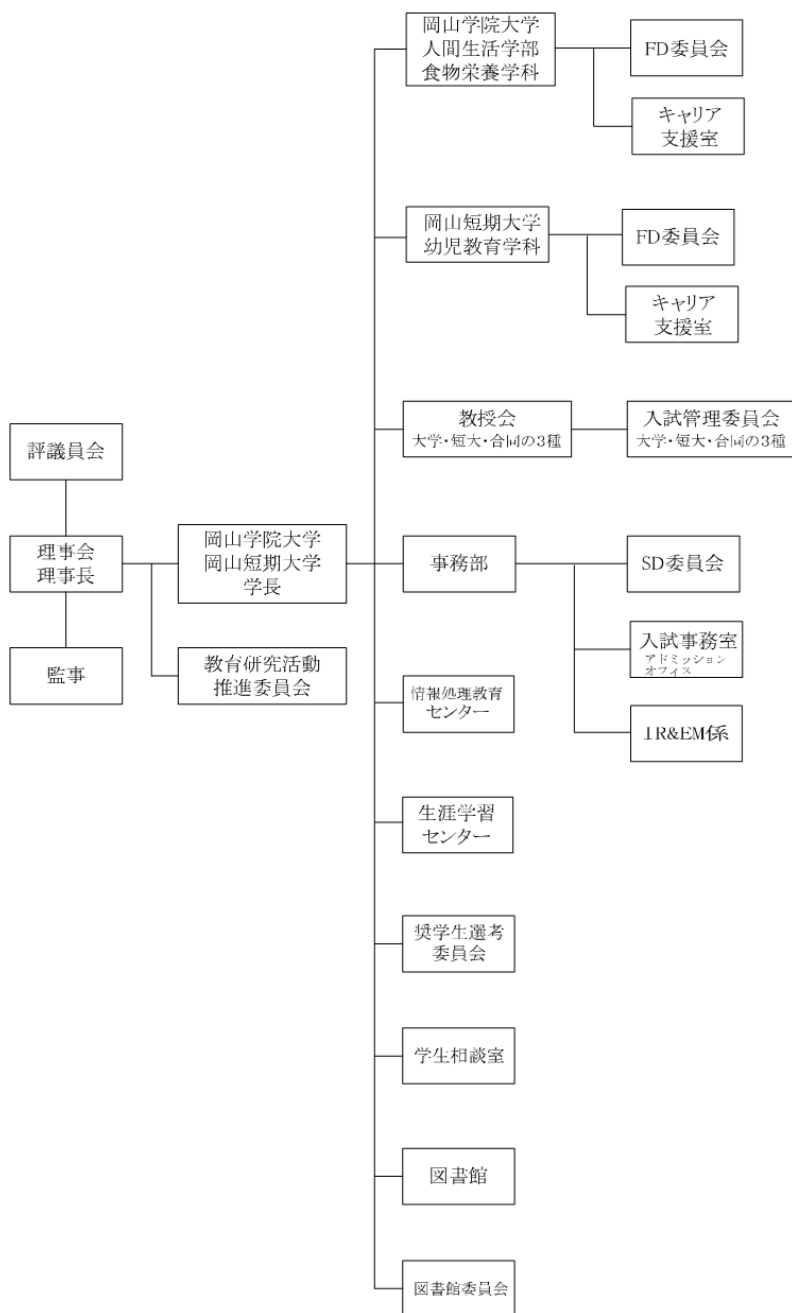 岡山学院大学
人間生活学部
食物栄養学科
FD委員会
キャリア
支援室
岡山短期大学
幼児教育学科
FD委員会
キャリア
支援室
教授会
大学・短大・合同の3種
入試管理委員会
大学・短大・合同の3種
評議員会
理事会
理事長
監事
岡山学院大学
岡山短期大学
学長
教育研究活動
推進委員会
事務部
SD委員会
入試事務室
アドミッション
オフィス
IR&EM係
情報処理教育
センター
生涯学習
センター
奨学生選考
委員会
学生相談室
図書館
図書館委員会